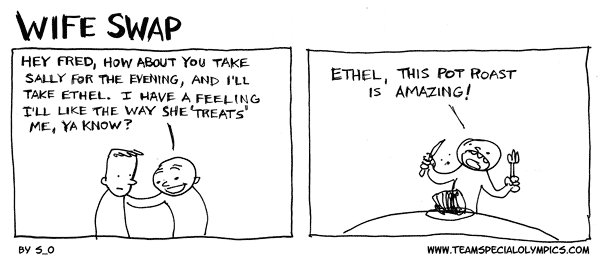 WIFE SWAP
HEY FRED, HOW ABOUT YOU TAKE
SALLY FOR THE EVENING, AND I'LL
TAKE ETHEL. I HAVE A FEELING
I'LL LIKE THE WAY SHE "TREATS"
ME, YA KNOW?
ETHEL, THIS POT ROAST
IS AMAZING!
BY S_O
WWW.TEAMSPECIALOLYMPICS.COM